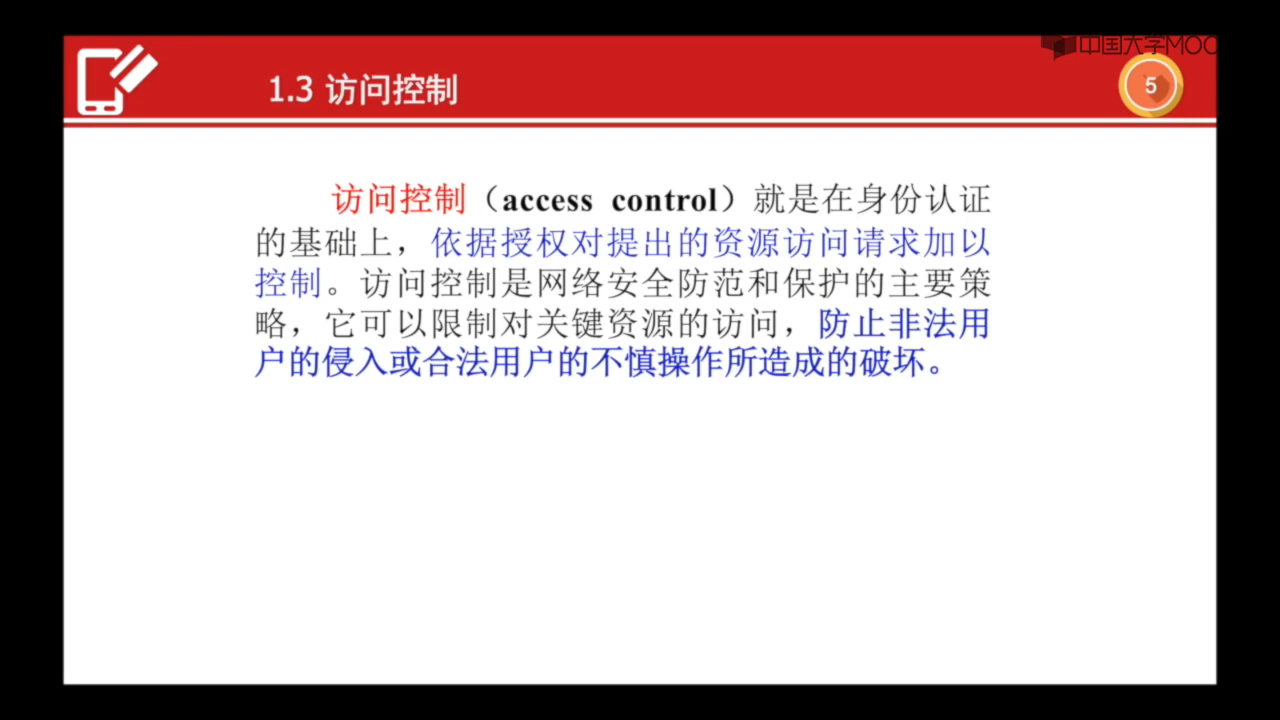 中国大学MOC
1.3 访问控制
5
访问控制（access control）就是在身份认证
的基础上，依据授权对提出的资源访问请求加以
控制。访问控制是网络安全防范和保护的主要策
略，它可以限制对关键资源的访问，防止非法用
户的侵入或合法用户的不慎操作所造成的破坏。